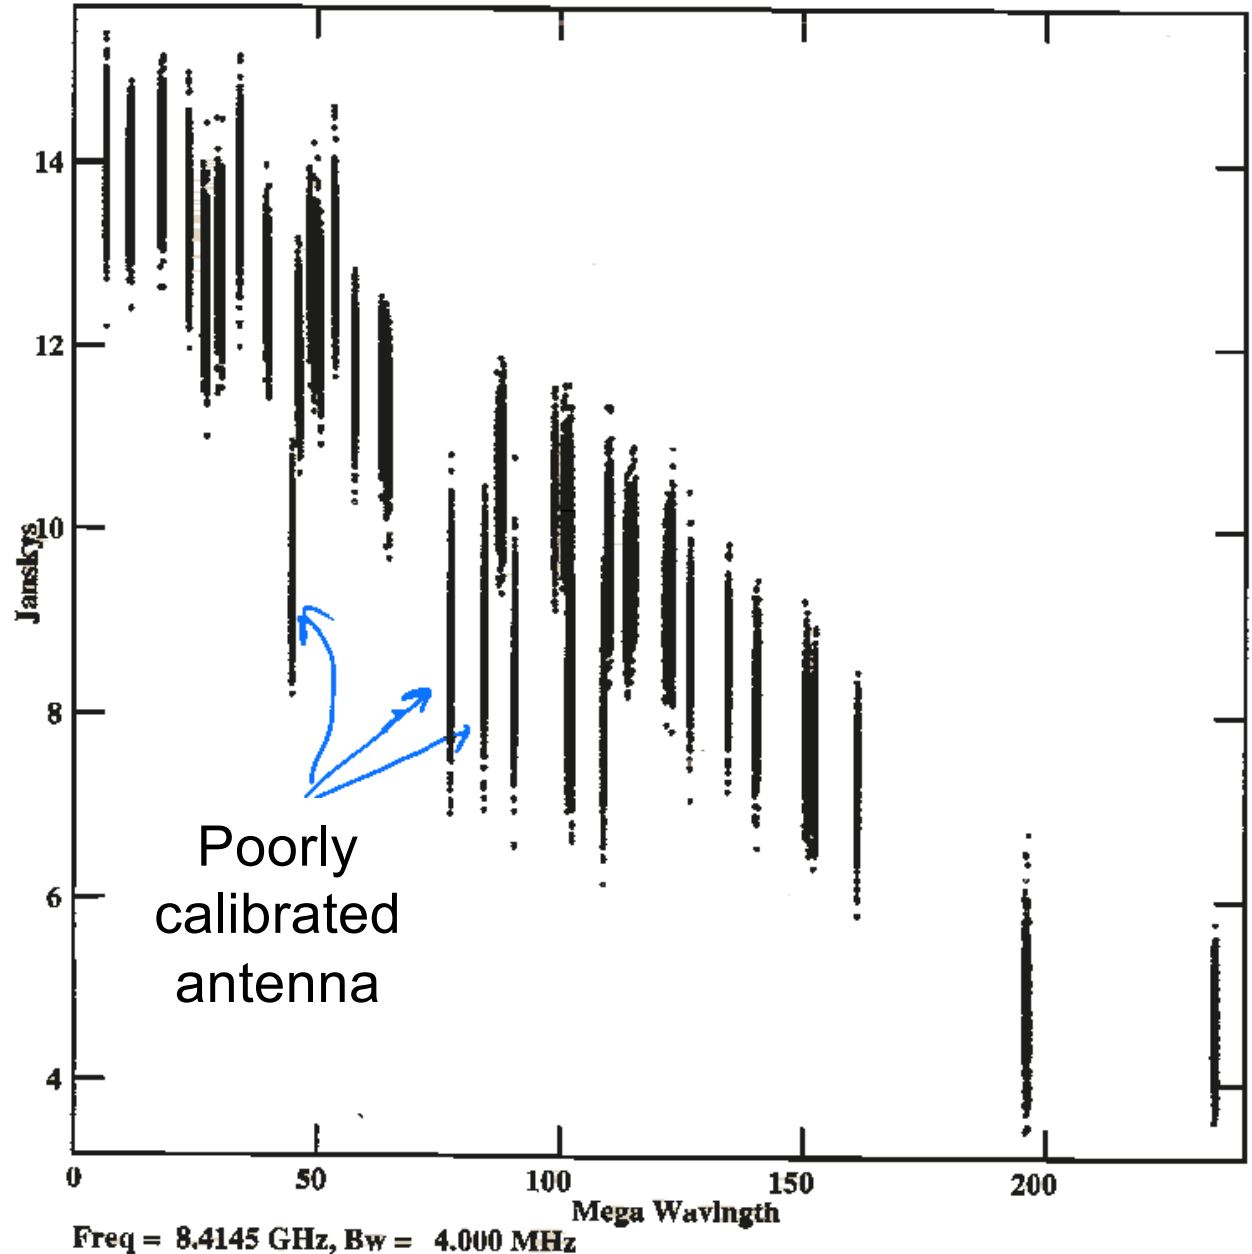 14
12
10
Janskys
8
6
4
Poorly
calibrated
antenna
0 50 100 150 200
Mega Wavlngth
Freq = 8.4145 GHz, Bw = 4.000 MHz